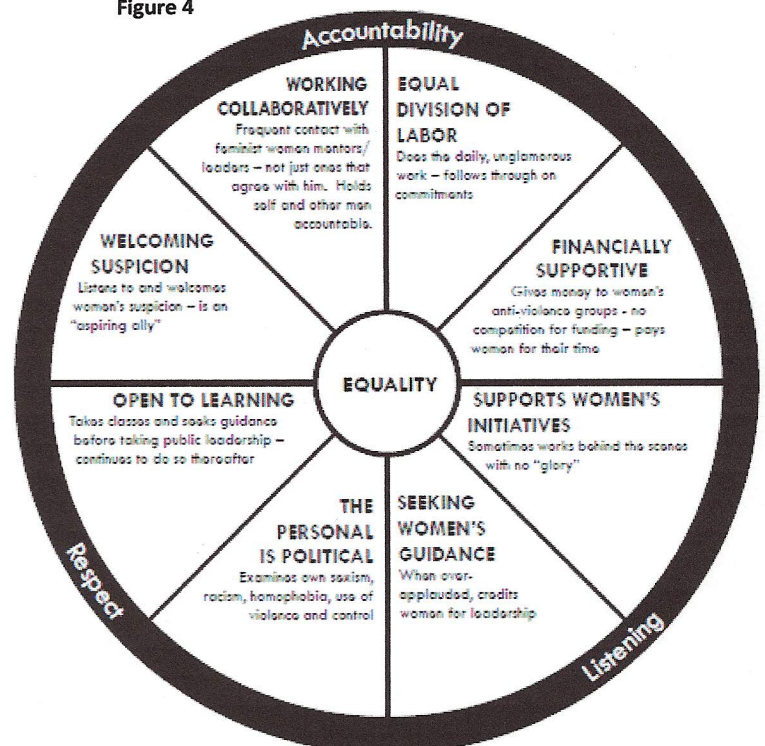 Figure 4
Accountability
WORKING
COLLABORATIVELY
Frequent contact with
feminist women mentors/
leaders – not just ones that
agree with him. Holds
self and other men
accountable.
EQUAL
DIVISION OF
LABOR
Does the daily, unglamorous
work – follows through on
commitments
FINANCIALLY
SUPPORTIVE
Gives money to women's
anti-violence groups - no
competition for funding – pays
women for their time
SUPPORTS WOMEN'S
INITIATIVES
Sometimes works behind the scenes
with no "glory"
SEEKING
WOMEN'S
GUIDANCE
When over-
applauded, credits
women for leadership
THE
PERSONAL
IS POLITICAL
Examines own sexism,
racism, homophobia, use of
violence and control
OPEN TO LEARNING
Takes classes and seeks guidance
before taking public leadership –
continues to do so thereafter
WELCOMING
SUSPICION
Listens to and welcomes
women's suspicion – is an
"aspiring ally"
EQUALITY
Respect
Listening